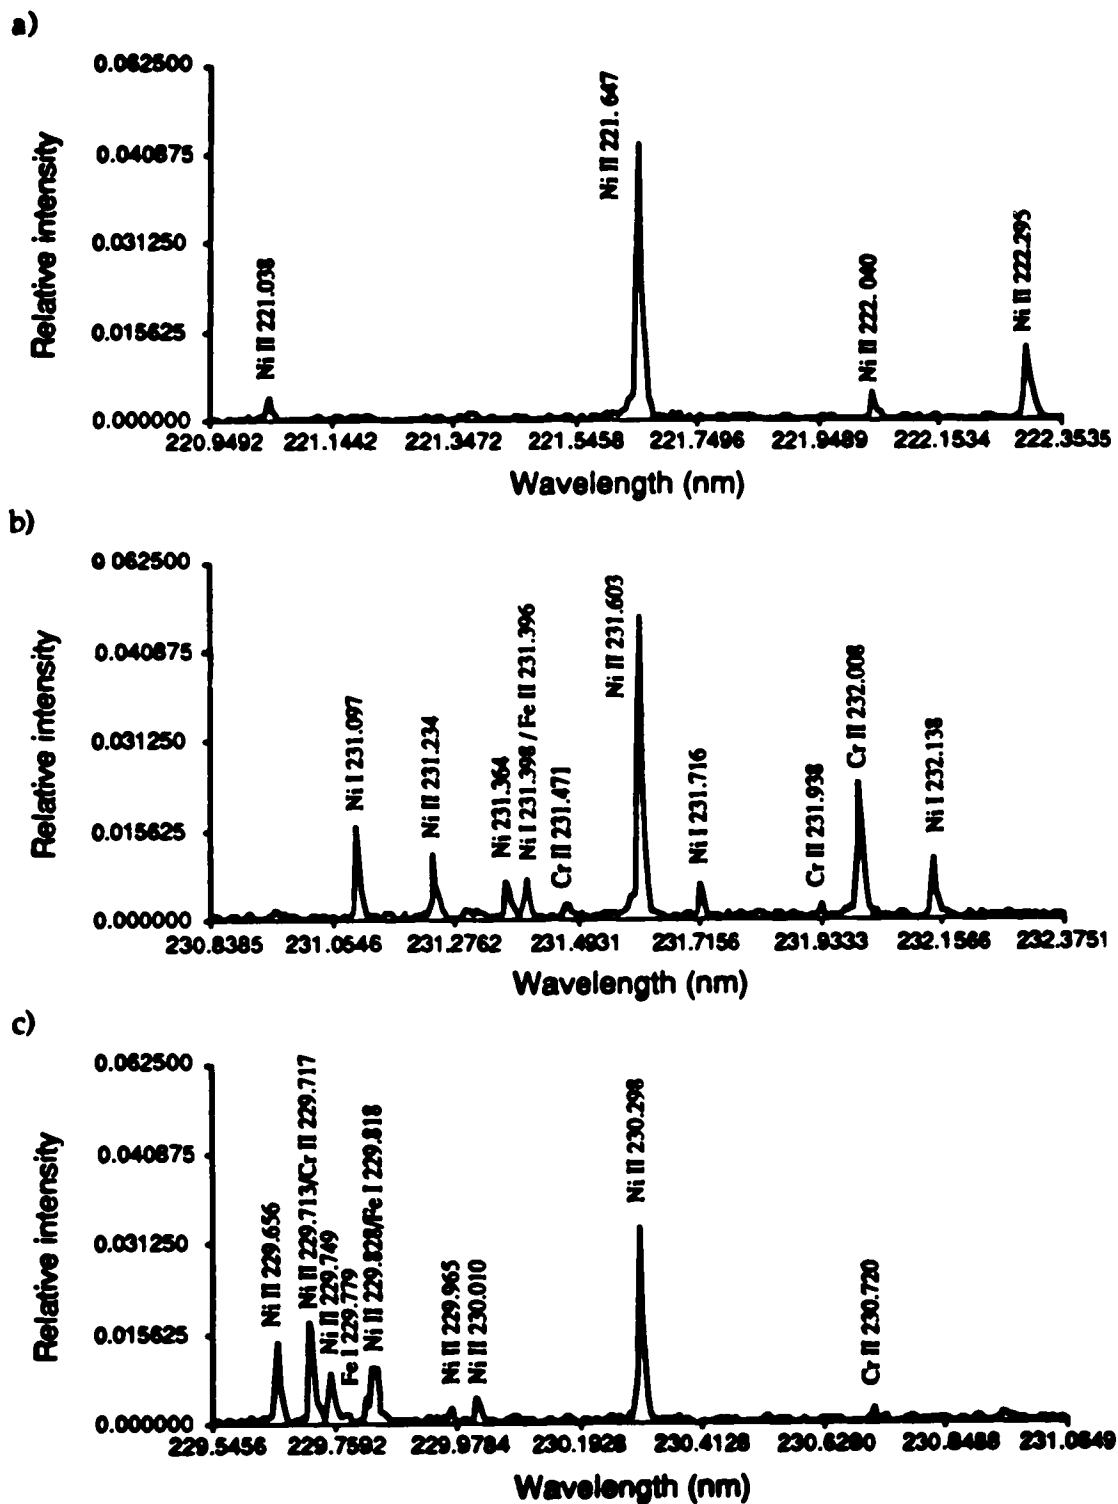 a)
0.062500
0.040875
0.031250
0.015625
0.000000
Relative intensity
Ni II 221.038
Ni II 221. 647
Ni II 222. 040
Ni II 222.295
220.9492 221.1442 221.3472 221.5458 221.7496 221.9489 222.1534 222.3535
Wavelength (nm)
b)
0 062500
0.040875
0.031250
0.015625
0.000000
Relative intensity
Ni I 231.097
Ni II 231.234
Ni 231.364
Ni I 231.398 / Fe II 231.396
Cr II 231.471
Ni II 231.603
Ni I 231.716
Cr II 231.938
Cr II 232.008
Ni I 232.138
230.8385 231.0546 231.2762 231.4931 231.7156 231.9333 232.1566 232.3751
Wavelength (nm)
c)
0.062500
0.040875
0.031250
0.015625
0.000000
Relative intensity
Ni II 229.656
Ni II 229.713/Cr II 229.717
Ni II 229.749
Fe I 229.779
Ni II 229.828/Fe I 229.818
Ni II 229.965
Ni II 230.010
Ni II 230.298
Cr II 230.720
229.5456 229.7592 229.9784 230.1928 230.4128 230.6280 230.8488 231.0649
Wavelength (nm)